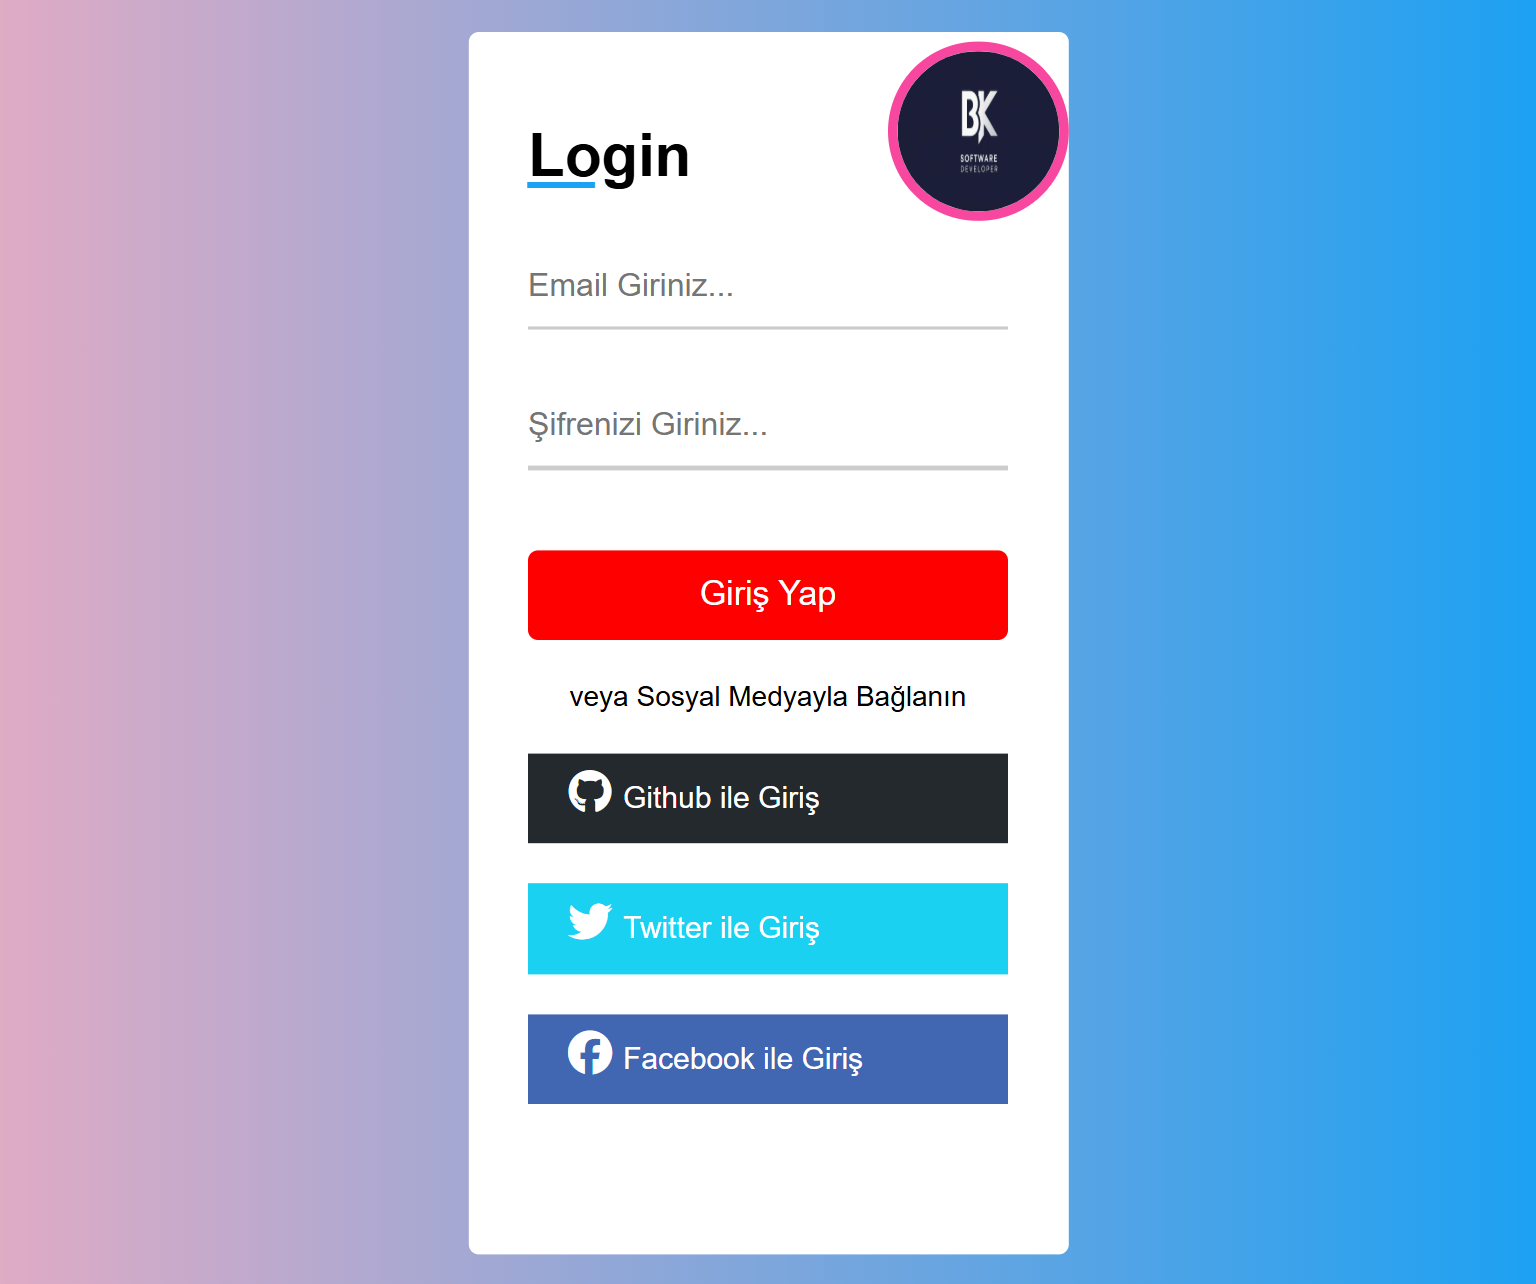 BK
SOFTWARE
DEVELOPER
Login
Email Giriniz...
Şifrenizi Giriniz...
Giriş Yap
veya Sosyal Medyayla Bağlanın
Github ile Giriş
Twitter ile Giriş
Facebook ile Giriş